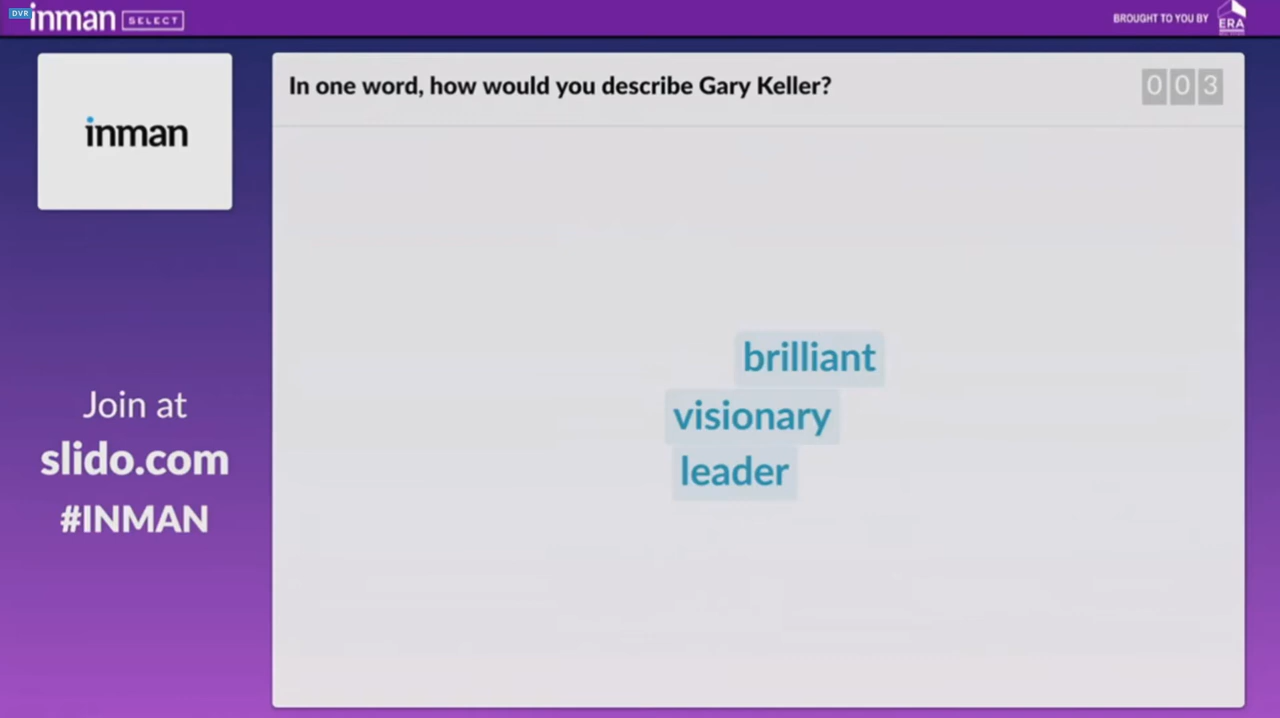 DVR
inman SELECT
BROUGHT TO YOU BY
ERA
inman
In one word, how would you describe Gary Keller?
003
brilliant
visionary
leader
Join at
slido.com
#INMAN